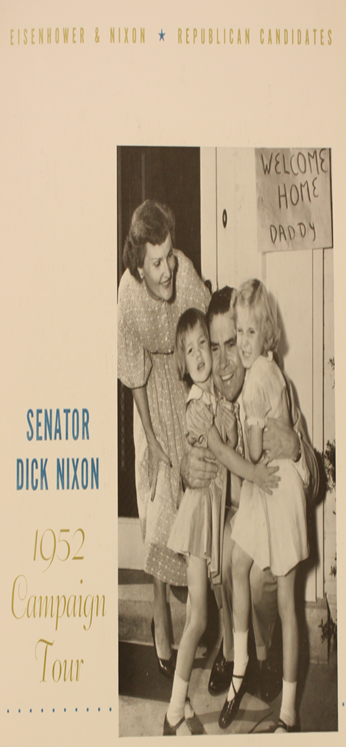 EISENHOWER & NIXON ★ REPUBLICAN CANDIDATES
WELCOME
HOME
DADDY
SENATOR
DICK NIXON
1952
Campaign
Tour